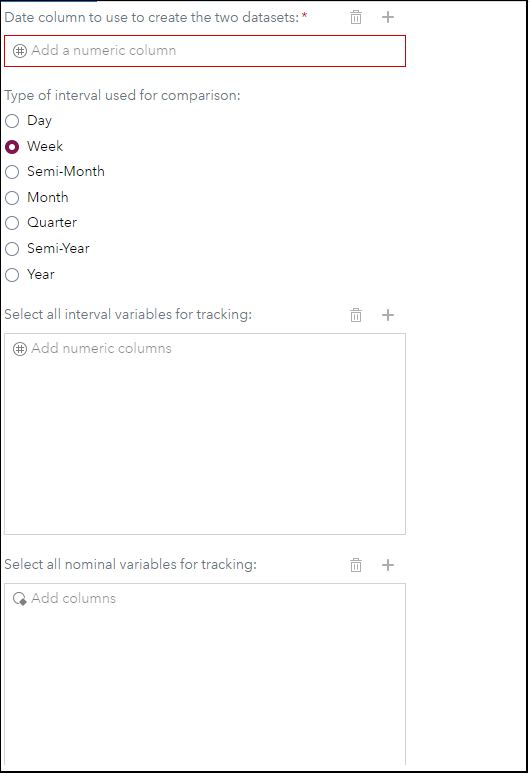 Date column to use to create the two datasets: *
Add a numeric column
Type of interval used for comparison:
Day
Week
Semi-Month
Month
Quarter
Semi-Year
Year
Select all interval variables for tracking:
Add numeric columns
Select all nominal variables for tracking:
Add columns